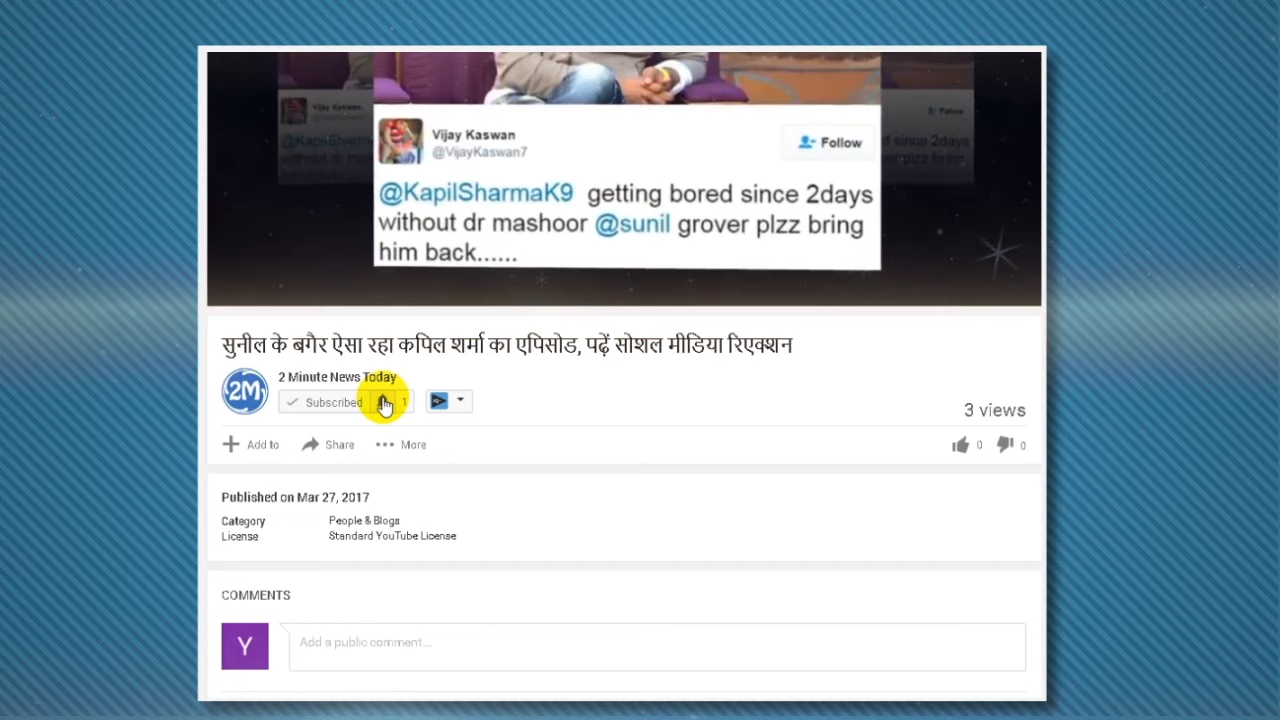 Vijay Kaswan
@VijayKaswan7
Follow
@KapilSharmaK9 getting bored since 2days
without dr mashoor @sunil grover plzz bring
him back......
सुनील के बगैर ऐसा रहा कपिल शर्मा का एपिसोड, पढ़ें सोशल मीडिया रिएक्शन
2M
2 Minute News Today
Subscribed 1
3 views
Add to Share More 0 0
Published on Mar 27, 2017
Category People & Blogs
License Standard YouTube License
COMMENTS
Y
Add a public comment...